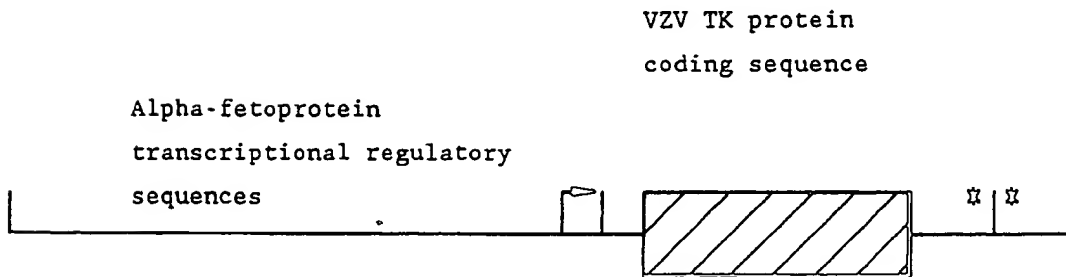 VZV TK protein
coding sequence
Alpha-fetoprotein
transcriptional regulatory
sequences